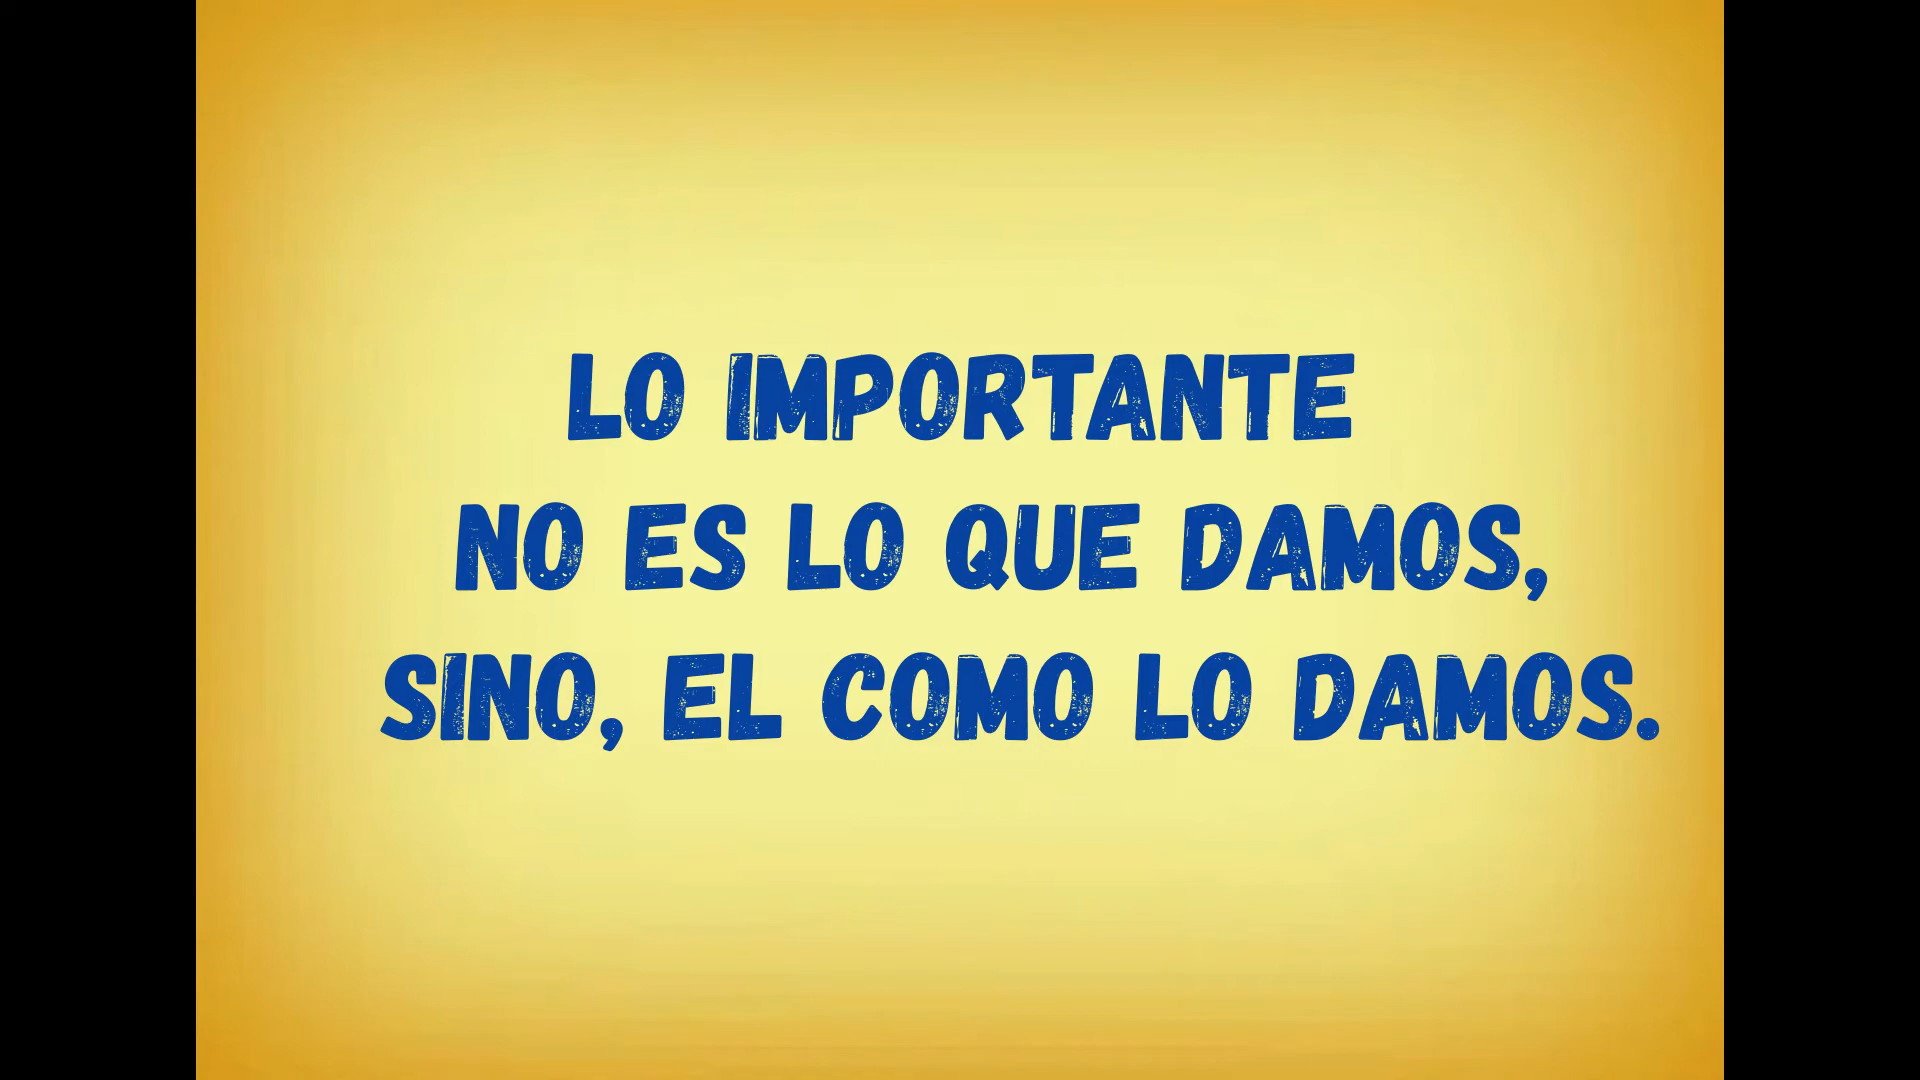 LO IMPORTANTE
NO ES LO QUE DAMOS,
SINO, EL COMO LO DAMOS.